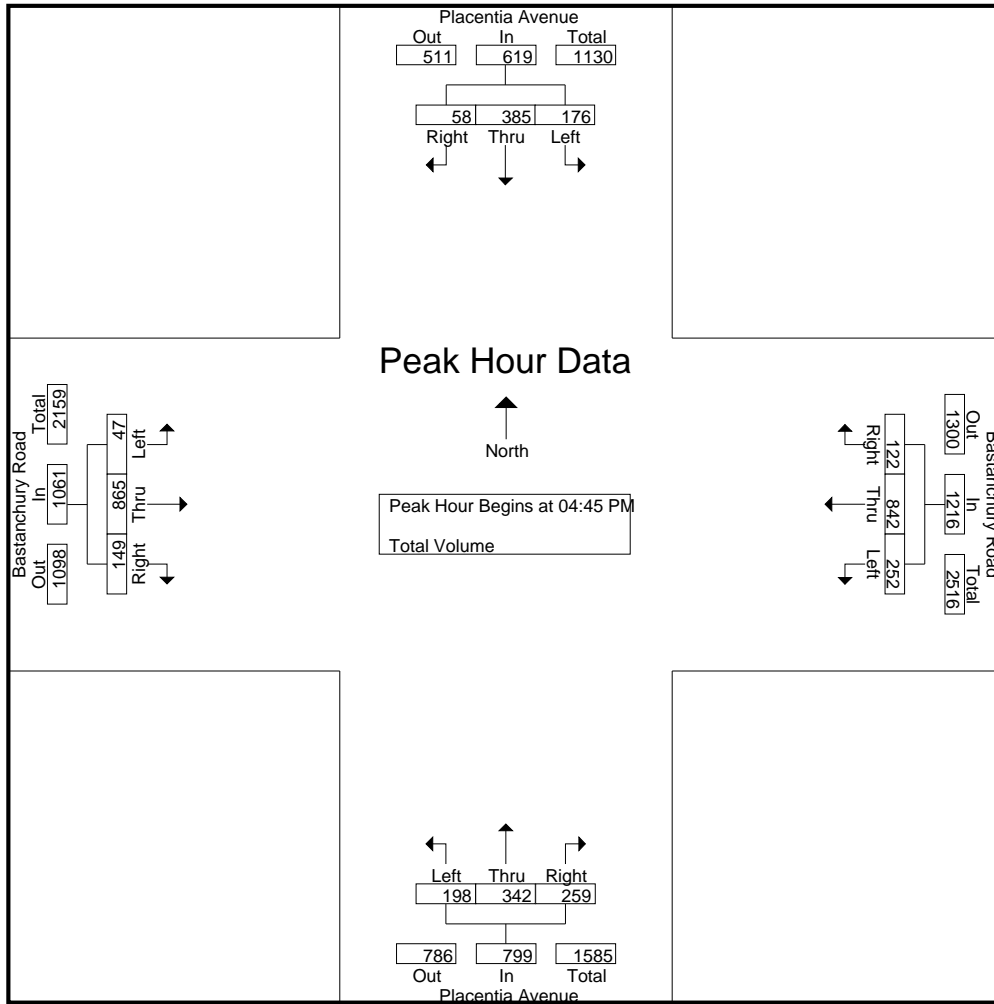 Placentia Avenue
Out In Total
511 619 1130
58 385 176
Right Thru Left
Peak Hour Data
North
Peak Hour Begins at 04:45 PM
Total Volume
Bastanchury Road
Out In Total
1098 1061 2159
149 865 47
Right Thru Left
Bastanchury Road
Out In Total
1300 1216 2516
122 842 252
Right Thru Left
Left Thru Right
198 342 259
786 799 1585
Out In Total
Placentia Avenue